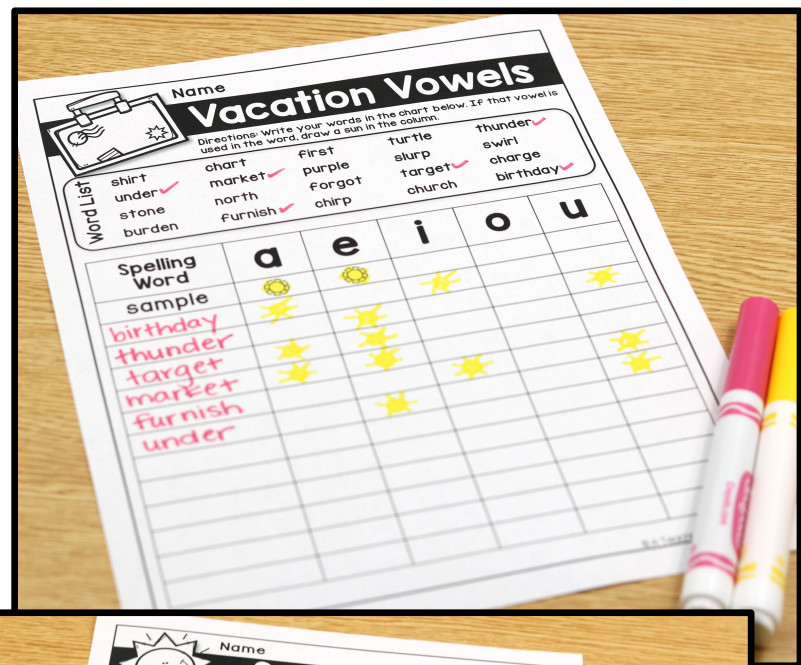 Name
Vacation Vowels
Directions: Write your words in the chart below. If that vowel is
used in the word, draw a sun in the column.
Word List
shirt chart first turtle thunder
under market purple slurp swirl
stone north forgot target charge
burden furnish chirp church birthday
Spelling Word a e i o u
sample
birthday
thunder
target
market
furnish
under
Name